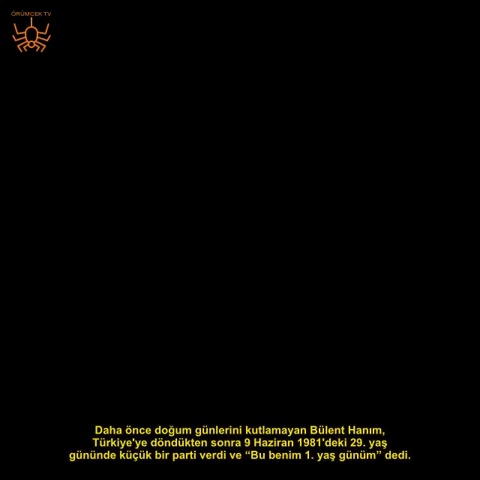 ÖRÜMCEK TV
Daha önce doğum günlerini kutlamayan Bülent Hanım,
Türkiye'ye döndükten sonra 9 Haziran 1981'deki 29. yaş
gününde küçük bir parti verdi ve “Bu benim 1. yaş günüm” dedi.